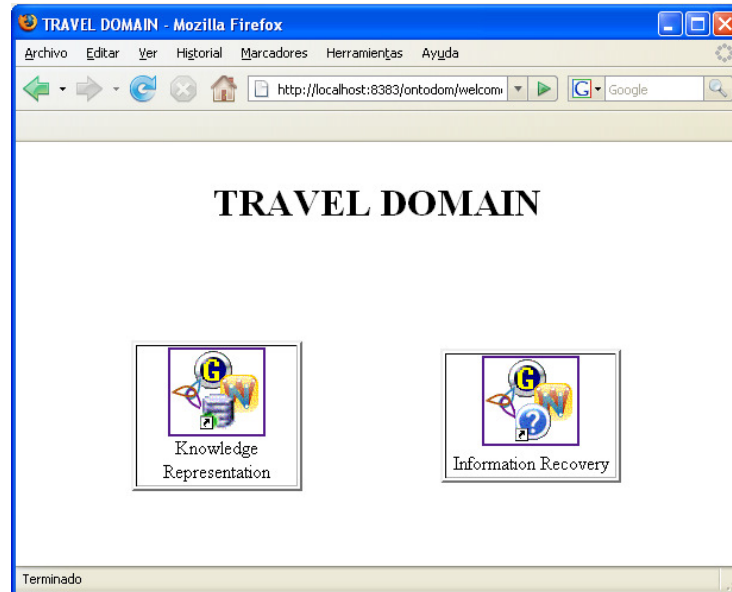 TRAVEL DOMAIN - Mozilla Firefox
Archivo Editar Ver Historial Marcadores Herramientas Ayuda
http://localhost:8383/ontodom/welcom G Google
TRAVEL DOMAIN
G W
G W ?
Knowledge
Representation
Information Recovery
Terminado